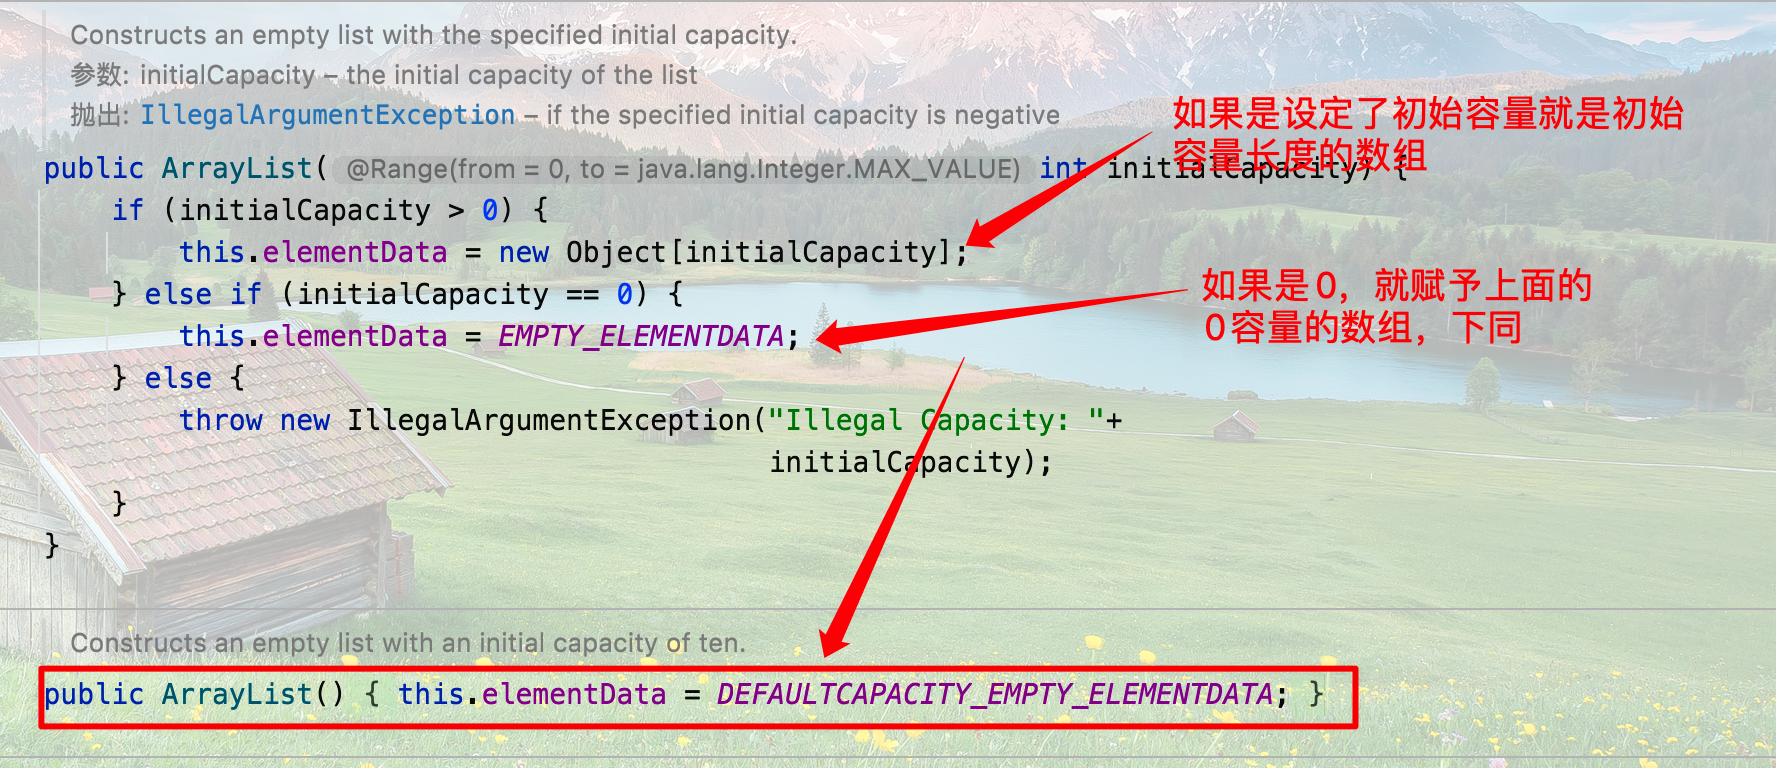 Constructs an empty list with the specified initial capacity.
参数: initialCapacity – the initial capacity of the list
抛出: IllegalArgumentException – if the specified initial capacity is negative
如果是设定了初始容量就是初始
容量长度的数组
public ArrayList( @Range(from = 0, to = java.lang.Integer.MAX_VALUE) int initialCapacity) {
if (initialCapacity > 0) {
this.elementData = new Object[initialCapacity];
} else if (initialCapacity == 0) {
如果是0，就赋予上面的
0容量的数组，下同
this.elementData = EMPTY_ELEMENTDATA;
} else {
throw new IllegalArgumentException("Illegal Capacity: "+
initialCapacity);
}
}
Constructs an empty list with an initial capacity of ten.
public ArrayList() { this.elementData = DEFAULTCAPACITY_EMPTY_ELEMENTDATA; }